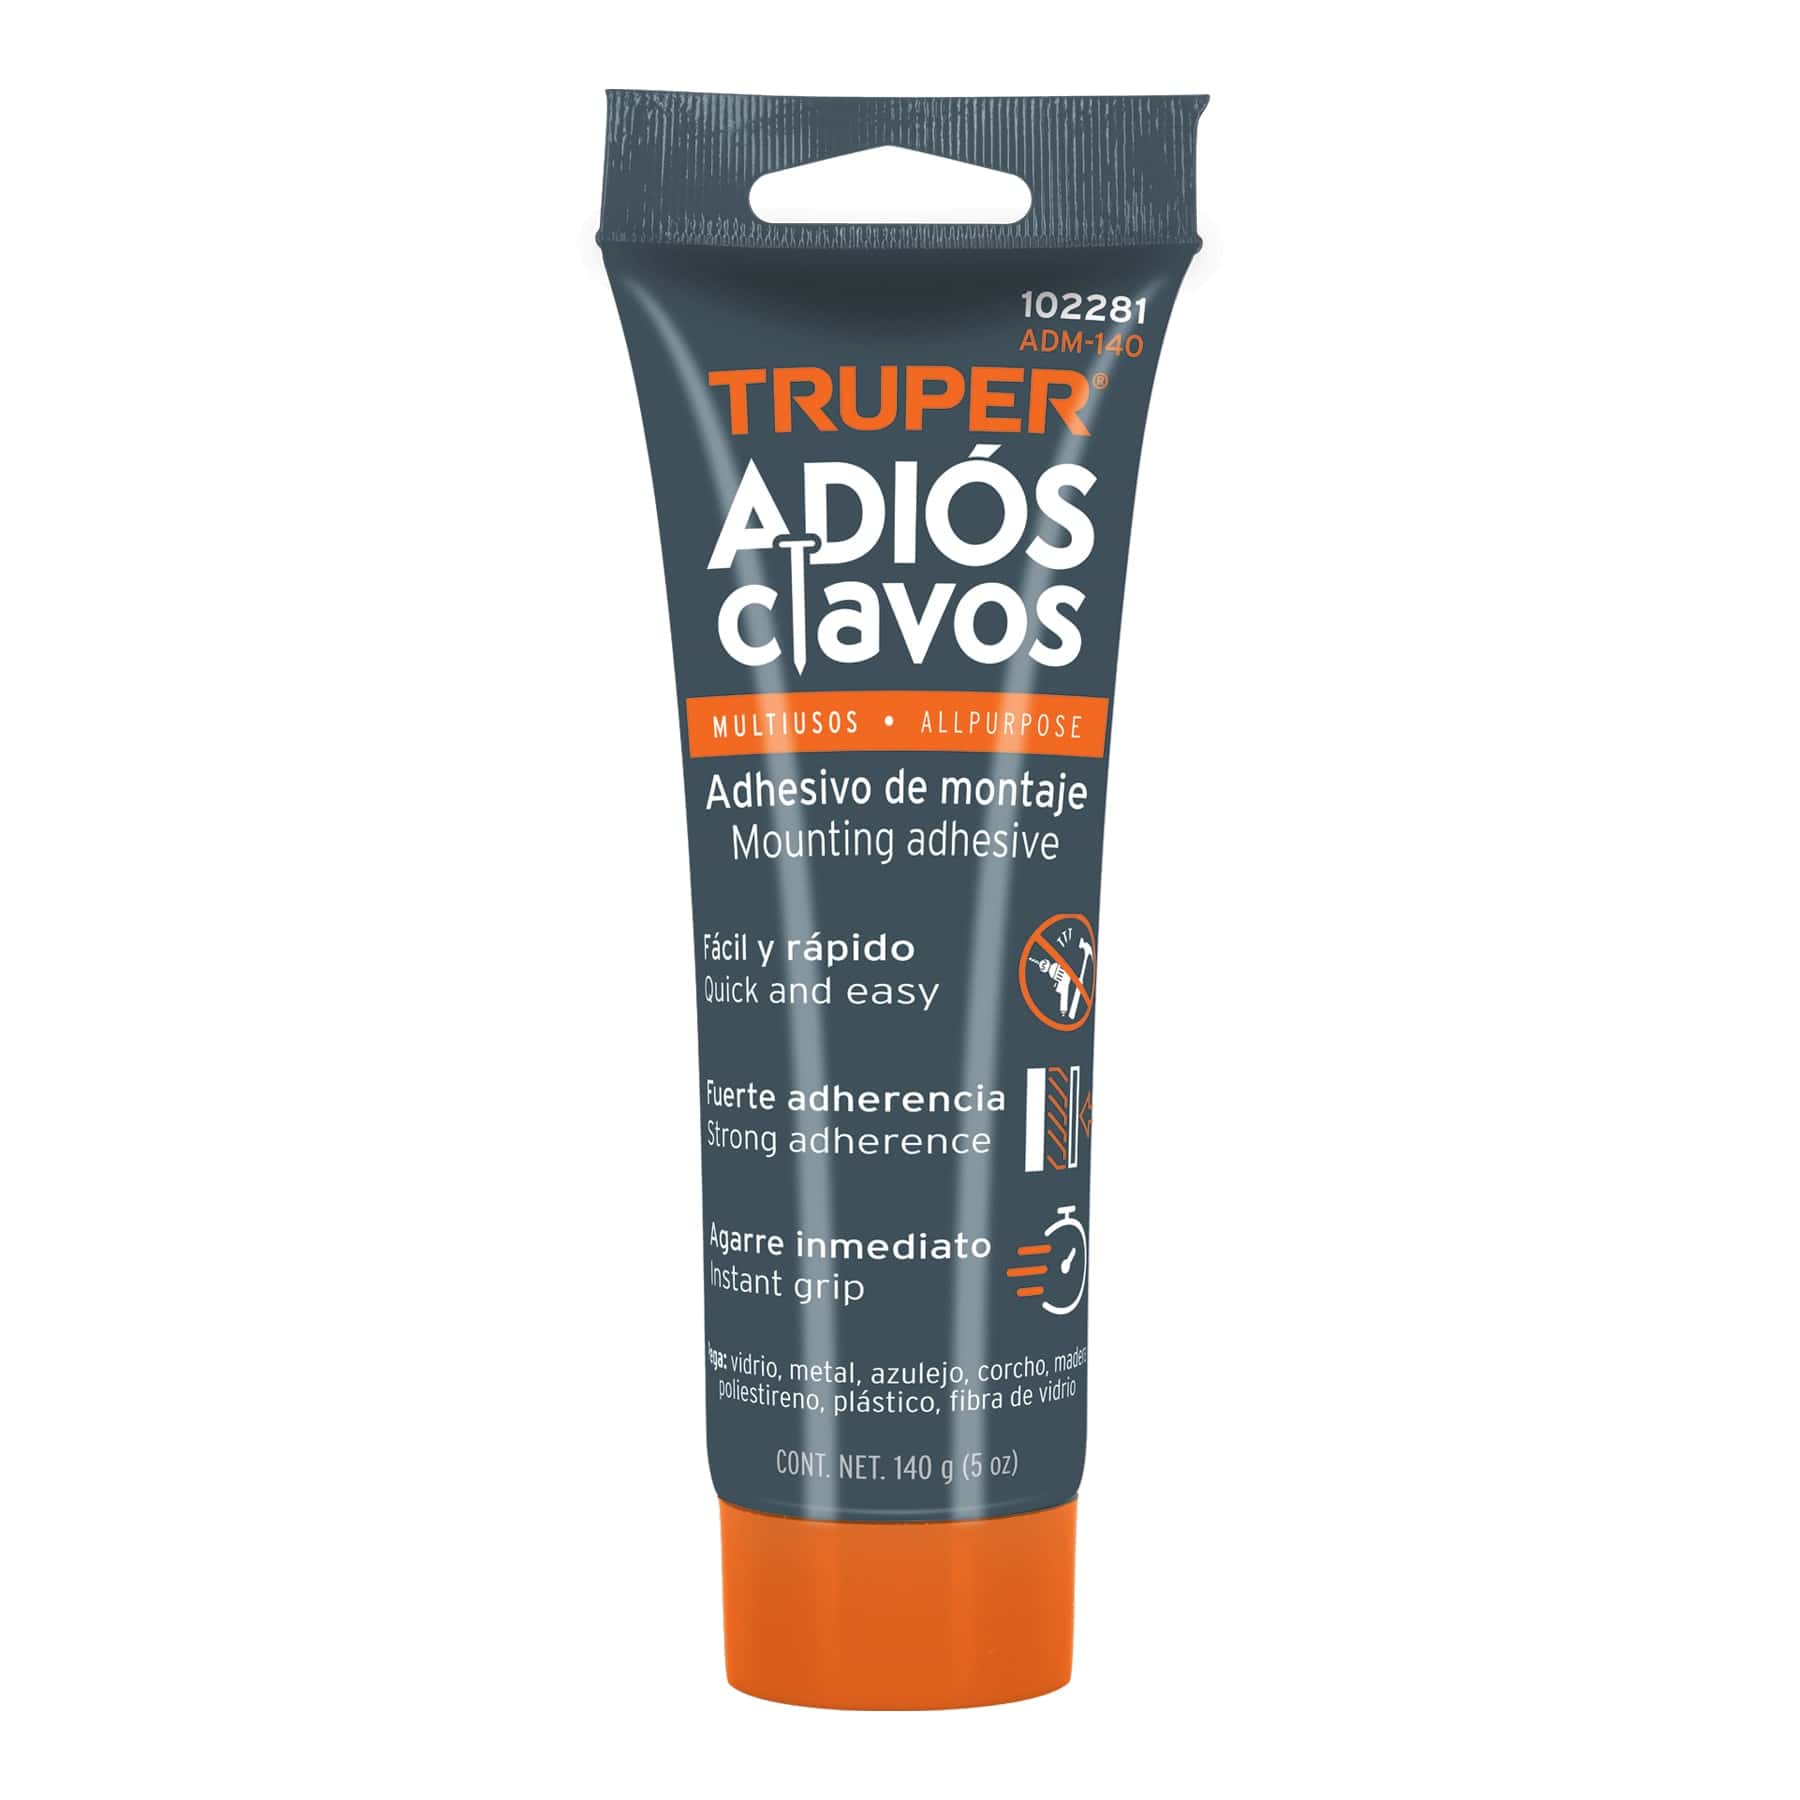 102281
ADM-140
TRUPER®
ADIÓS
clavos
MULTIUSOS • ALLPURPOSE
Adhesivo de montaje
Mounting adhesive
Fácil y rápido
Quick and easy
Fuerte adherencia
Strong adherence
Agarre inmediato
Instant grip
vidrio, metal, azulejo, corcho, madera
poliestireno, plástico, fibra de vidrio
CONT. NET. 140 g (5 oz)